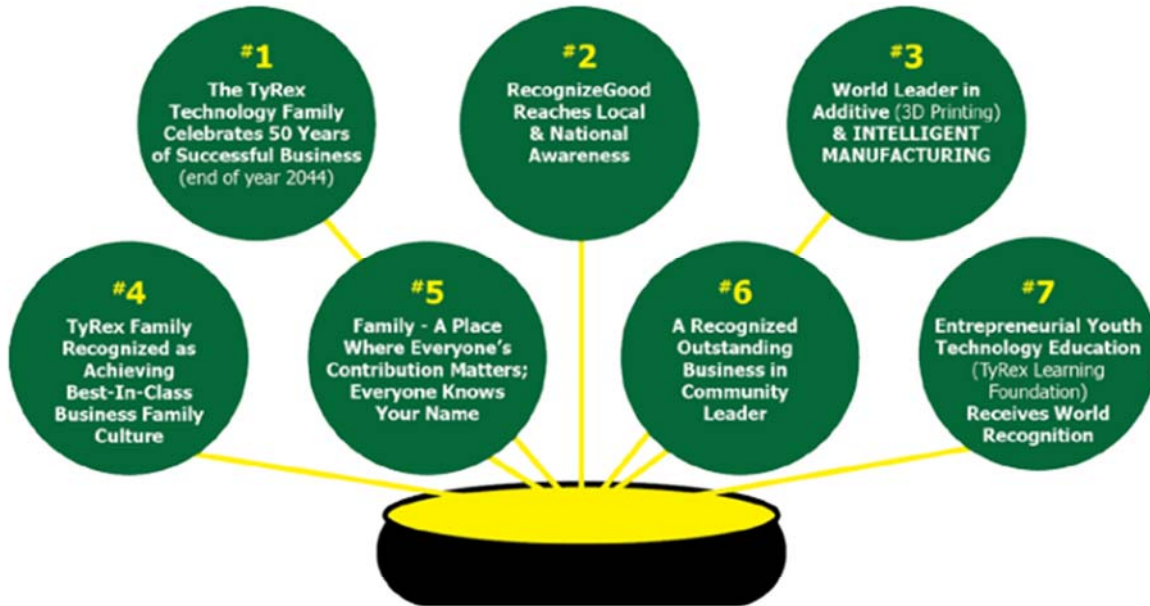 #1
The TyRex
Technology Family
Celebrates 50 Years
of Successful Business
(end of year 2044)
#2
RecognizeGood
Reaches Local
& National
Awareness
#3
World Leader in
Additive (3D Printing)
& INTELLIGENT
MANUFACTURING
#4
TyRex Family
Recognized as
Achieving
Best-In-Class
Business Family
Culture
#5
Family - A Place
Where Everyone's
Contribution Matters;
Everyone Knows
Your Name
#6
A Recognized
Outstanding
Business in
Community
Leader
#7
Entrepreneurial Youth
Technology Education
(TyRex Learning
Foundation)
Receives World
Recognition